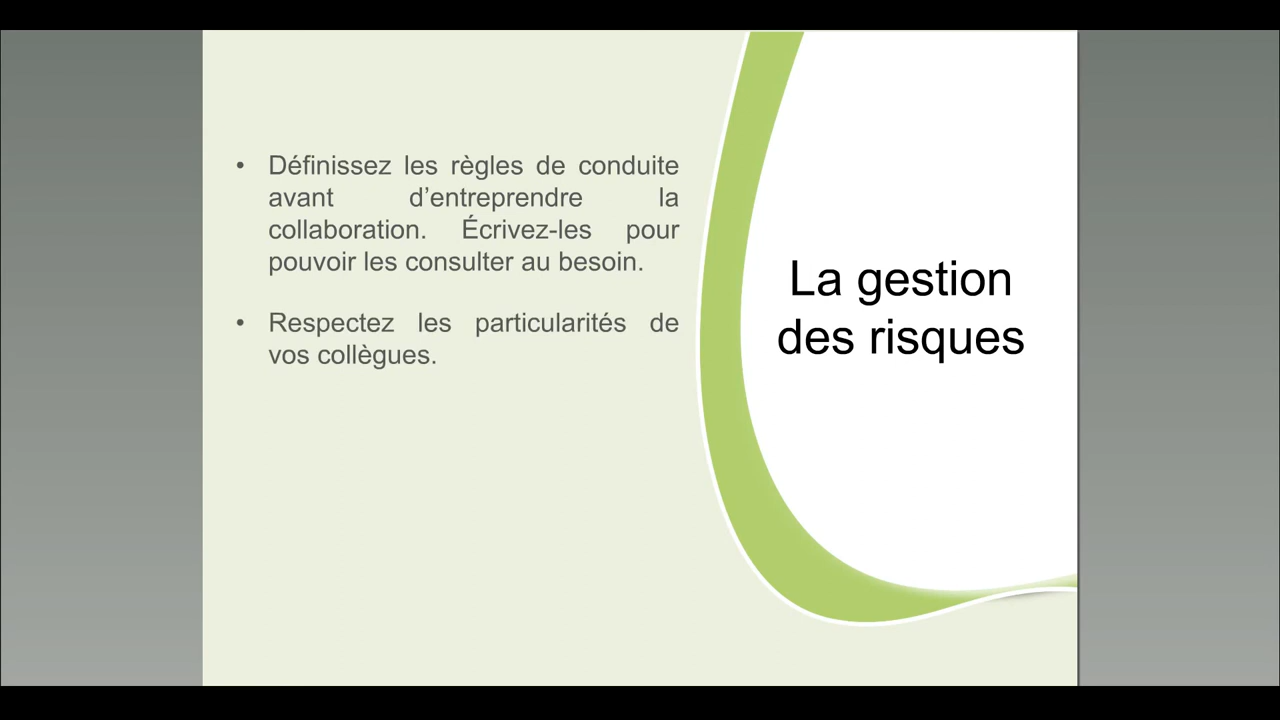 • Définissez les règles de conduite
avant d’entreprendre la
collaboration. Écrivez-les pour
pouvoir les consulter au besoin.
• Respectez les particularités de
vos collègues.
La gestion
des risques